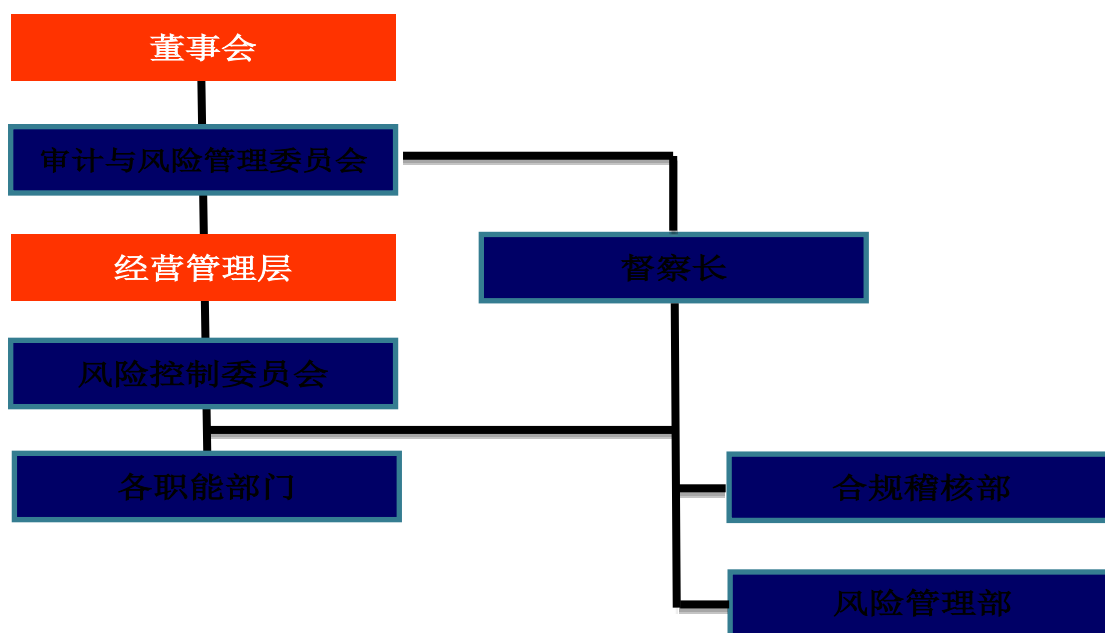 董事会
审计与风险管理委员会
经营管理层
督察长
风险控制委员会
各职能部门
合规稽核部
风险管理部